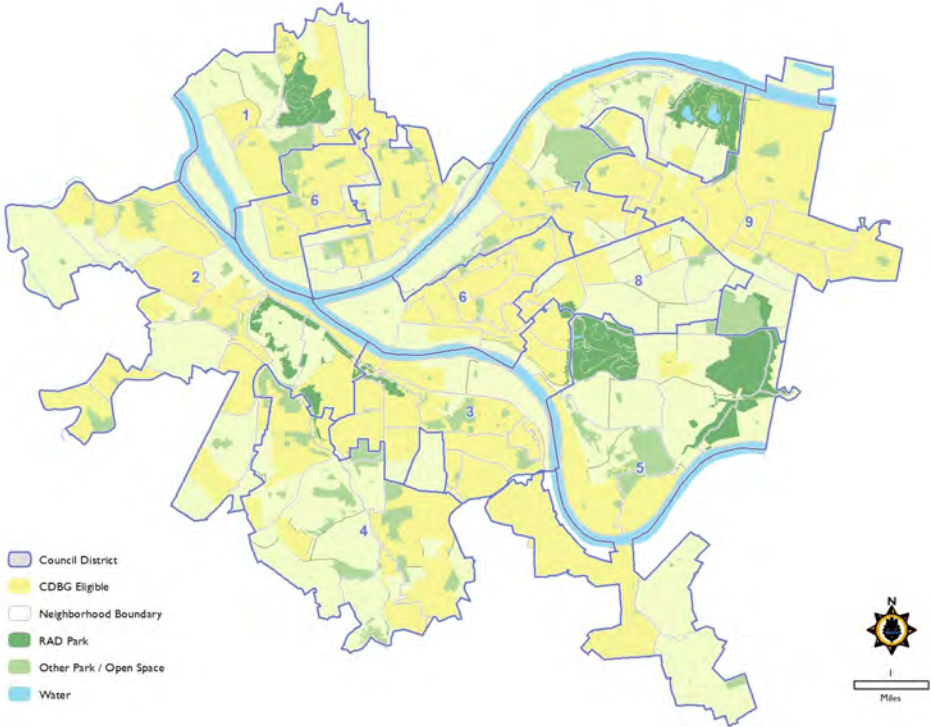 1
6
2
7
9
2
6
8
3
5
4
Council District
CDBG Eligible
Neighborhood Boundary
RAD Park
Other Park / Open Space
Water
N
1
Miles